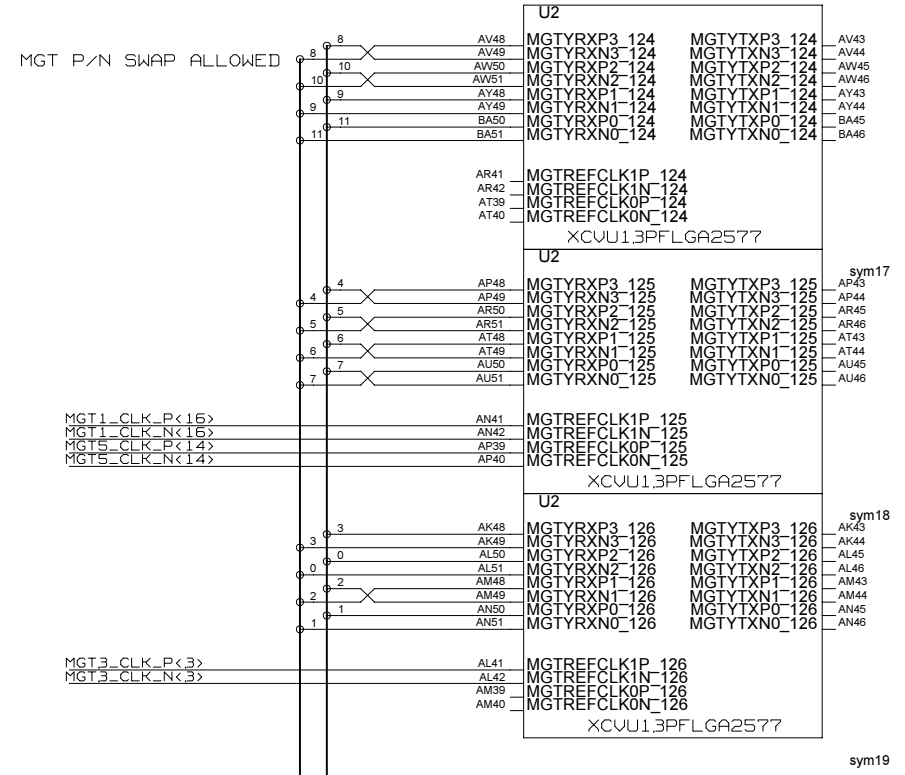 U2
8 AV48 MGTYRXP3_124 MGTYTXP3_124 AV43
MGT P/N SWAP ALLOWED 8 AV49 MGTYRXN3_124 MGTYTXN3_124 AV44
10 AW50 MGTYRXP2_124 MGTYTXP2_124 AW45
10 AW51 MGTYRXN2_124 MGTYTXN2_124 AW46
9 AY48 MGTYRXP1_124 MGTYTXP1_124 AY43
9 AY49 MGTYRXN1_124 MGTYTXN1_124 AY44
11 BA50 MGTYRXP0_124 MGTYTXP0_124 BA45
11 BA51 MGTYRXN0_124 MGTYTXN0_124 BA46
AR41 MGTREFCLK1P_124
AR42 MGTREFCLK1N_124
AT39 MGTREFCLK0P_124
AT40 MGTREFCLK0N_124
XCVU13PFLGA2577
U2
sym17
4 AP48 MGTYRXP3_125 MGTYTXP3_125 AP43
4 AP49 MGTYRXN3_125 MGTYTXN3_125 AP44
5 AR50 MGTYRXP2_125 MGTYTXP2_125 AR45
5 AR51 MGTYRXN2_125 MGTYTXN2_125 AR46
6 AT48 MGTYRXP1_125 MGTYTXP1_125 AT43
6 AT49 MGTYRXN1_125 MGTYTXN1_125 AT44
7 AU50 MGTYRXP0_125 MGTYTXP0_125 AU45
7 AU51 MGTYRXN0_125 MGTYTXN0_125 AU46
MGT1_CLK_P<16> AN41 MGTREFCLK1P_125
MGT1_CLK_N<16> AN42 MGTREFCLK1N_125
MGT5_CLK_P<14> AP39 MGTREFCLK0P_125
MGT5_CLK_N<14> AP40 MGTREFCLK0N_125
XCVU13PFLGA2577
U2
sym18
3 AK48 MGTYRXP3_126 MGTYTXP3_126 AK43
3 AK49 MGTYRXN3_126 MGTYTXN3_126 AK44
0 AL50 MGTYRXP2_126 MGTYTXP2_126 AL45
0 AL51 MGTYRXN2_126 MGTYTXN2_126 AL46
2 AM48 MGTYRXP1_126 MGTYTXP1_126 AM43
2 AM49 MGTYRXN1_126 MGTYTXN1_126 AM44
1 AN50 MGTYRXP0_126 MGTYTXP0_126 AN45
1 AN51 MGTYRXN0_126 MGTYTXN0_126 AN46
MGT3_CLK_P<3> AL41 MGTREFCLK1P_126
MGT3_CLK_N<3> AL42 MGTREFCLK1N_126
AM39 MGTREFCLK0P_126
AM40 MGTREFCLK0N_126
XCVU13PFLGA2577
sym19